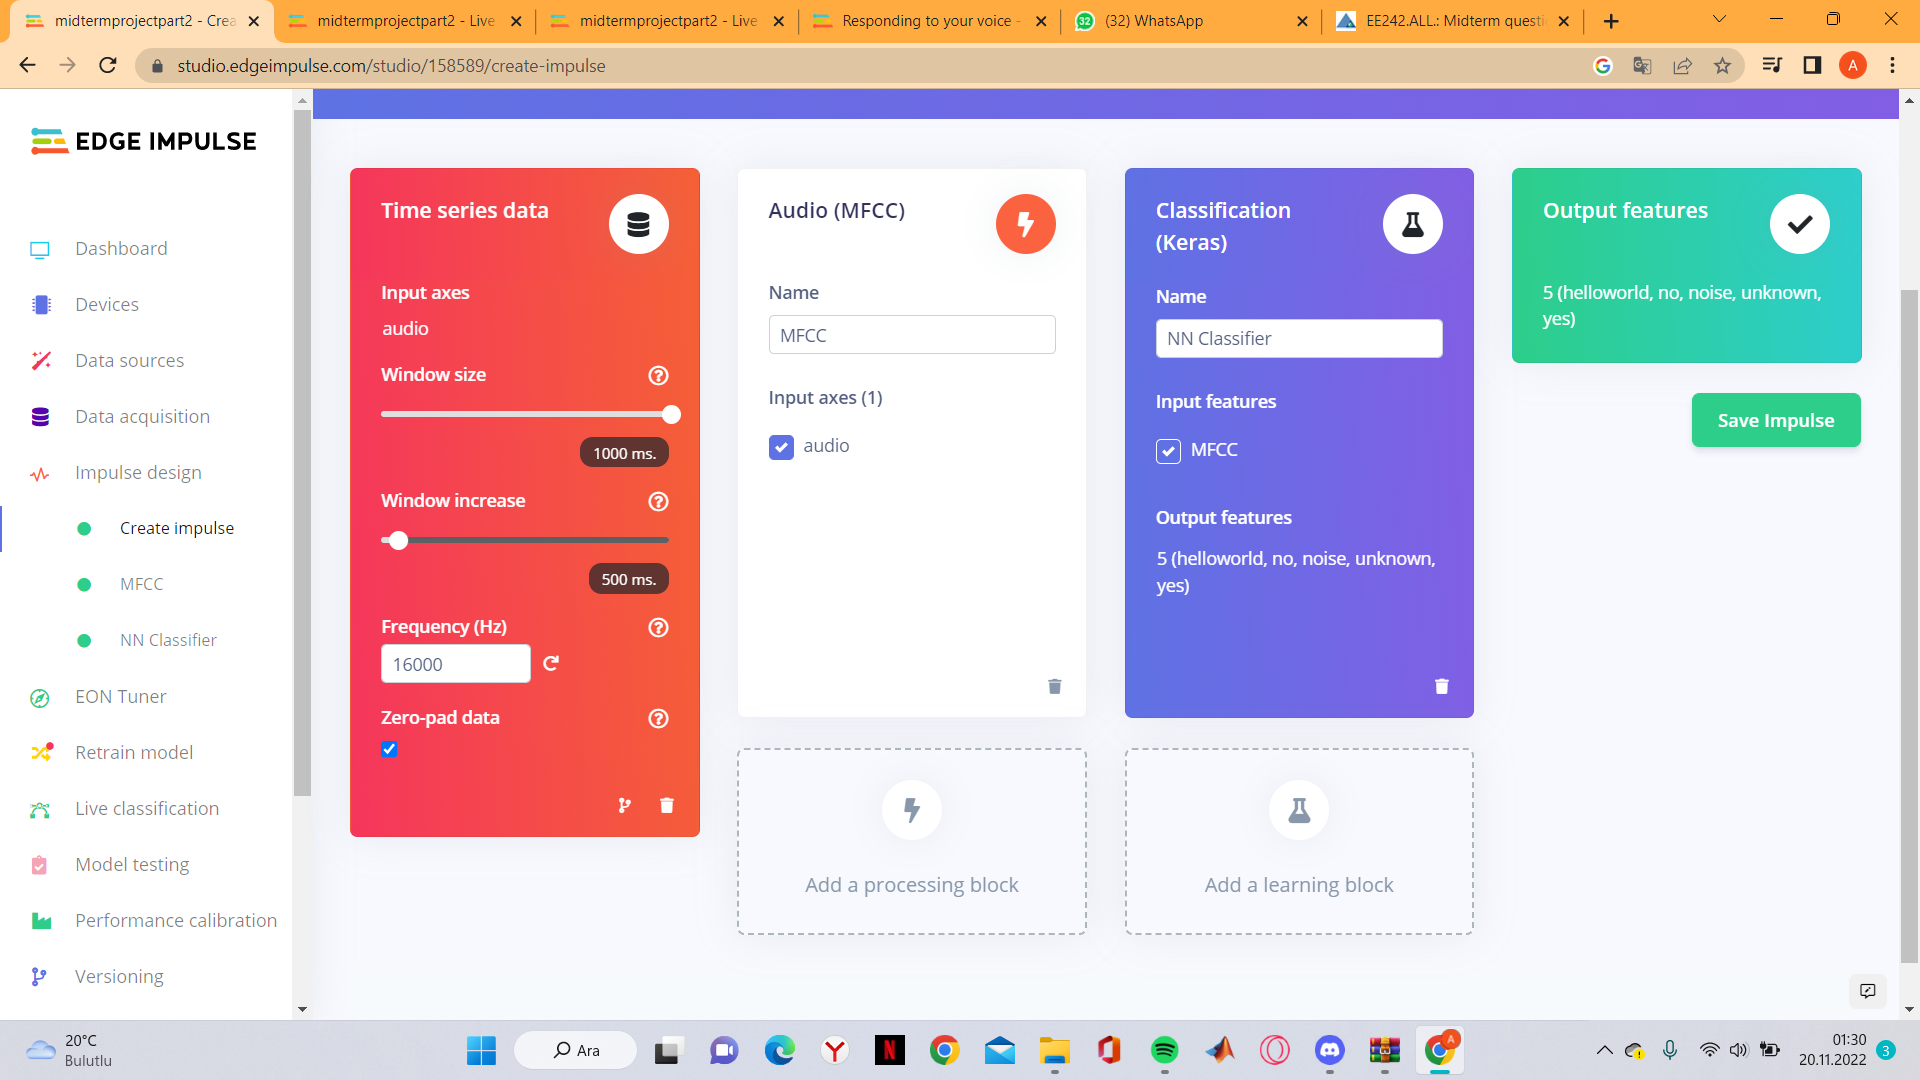 midtermprojectpart2 - Crea
midtermprojectpart2 - Live
midtermprojectpart2 - Live
Responding to your voice -
32
(32) WhatsApp
EE242.ALL.: Midterm questi
studio.edgeimpulse.com/studio/158589/create-impulse
A
EDGE IMPULSE
Dashboard
Devices
Data sources
Data acquisition
Impulse design
Create impulse
MFCC
NN Classifier
EON Tuner
Retrain model
Live classification
Model testing
Performance calibration
Versioning
Time series data
Input axes
audio
Window size
1000 ms.
Window increase
500 ms.
Frequency (Hz)
16000
Zero-pad data
Audio (MFCC)
Name
MFCC
Input axes (1)
audio
Add a processing block
Classification
(Keras)
Name
NN Classifier
Input features
MFCC
Output features
5 (helloworld, no, noise, unknown,
yes)
Add a learning block
Output features
5 (helloworld, no, noise, unknown,
yes)
Save Impulse
20°C
Bulutlu
Ara
Y
N
A
01:30
20.11.2022
3